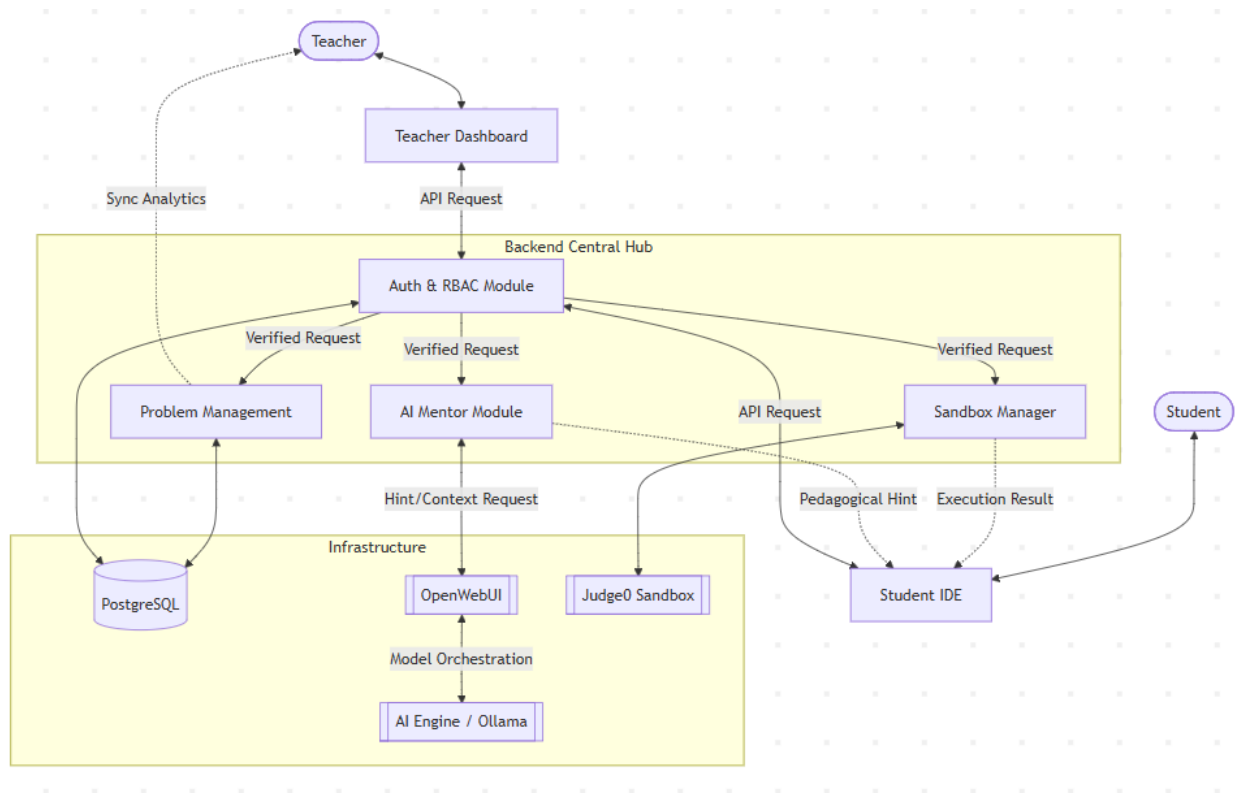 Teacher
Teacher Dashboard
Sync Analytics
API Request
Backend Central Hub
Auth & RBAC Module
Verified Request
Verified Request
Verified Request
Problem Management
AI Mentor Module
API Request
Sandbox Manager
Student
Hint/Context Request
Pedagogical Hint
Execution Result
Infrastructure
PostgreSQL
OpenWebUI
Judge0 Sandbox
Student IDE
Model Orchestration
AI Engine / Ollama